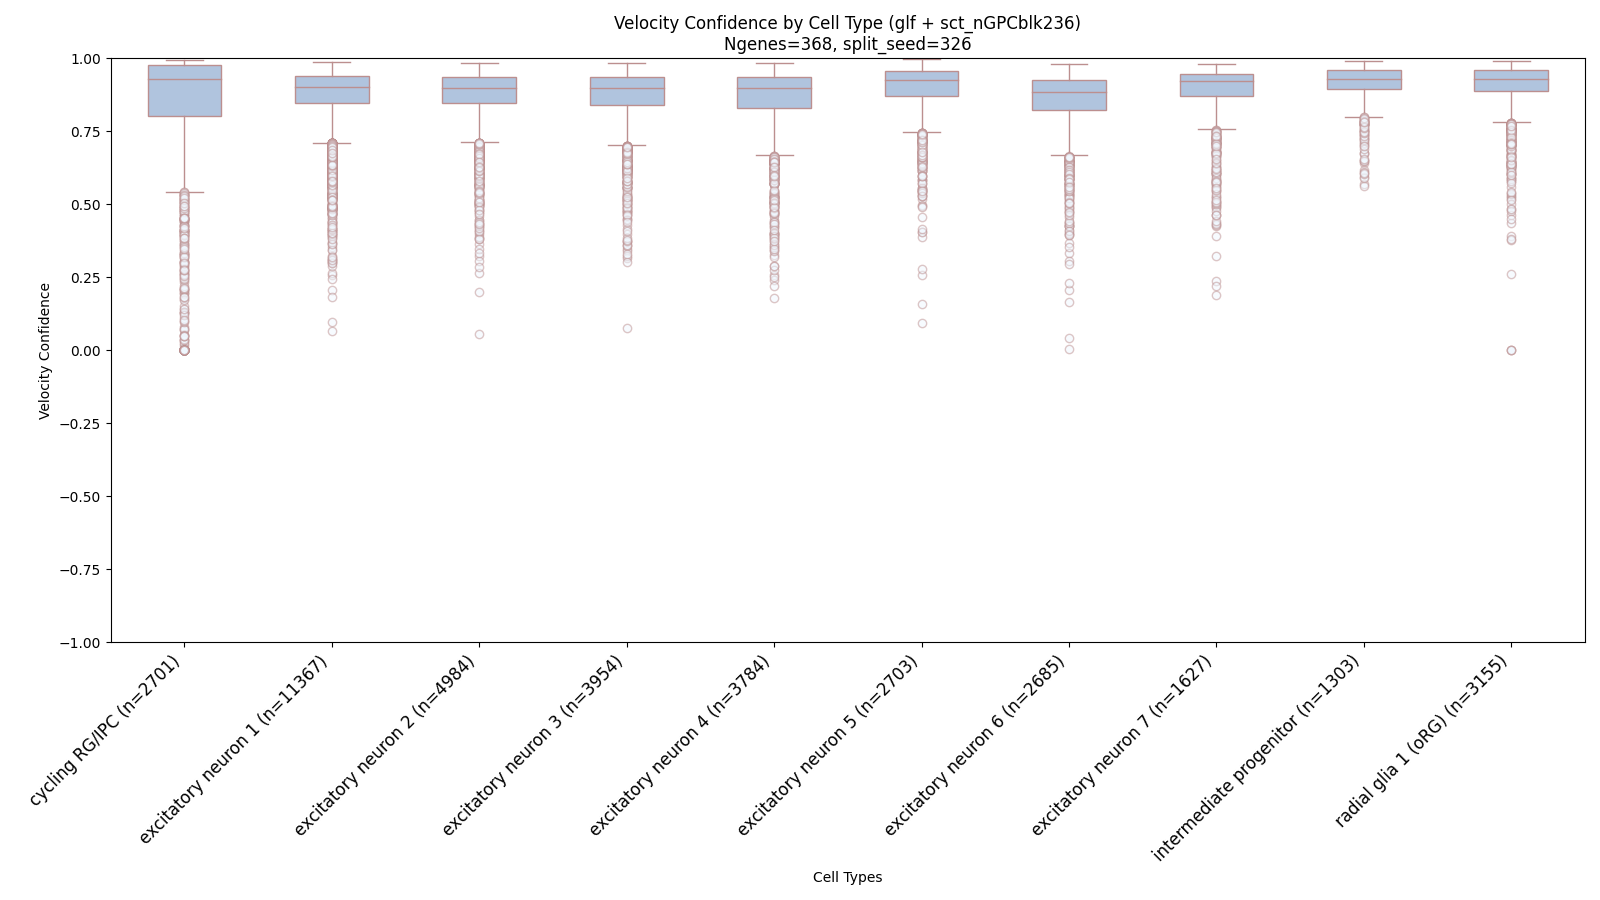 Velocity Confidence by Cell Type (glf + sct_nGPCblk236)
Ngenes=368, split_seed=326
Velocity Confidence
1.00
0.75
0.50
0.25
0.00
−0.25
−0.50
−0.75
−1.00
cycling RG/IPC (n=2701)
excitatory neuron 1 (n=11367)
excitatory neuron 2 (n=4984)
excitatory neuron 3 (n=3954)
excitatory neuron 4 (n=3784)
excitatory neuron 5 (n=2703)
excitatory neuron 6 (n=2685)
excitatory neuron 7 (n=1627)
intermediate progenitor (n=1303)
radial glia 1 (oRG) (n=3155)
Cell Types